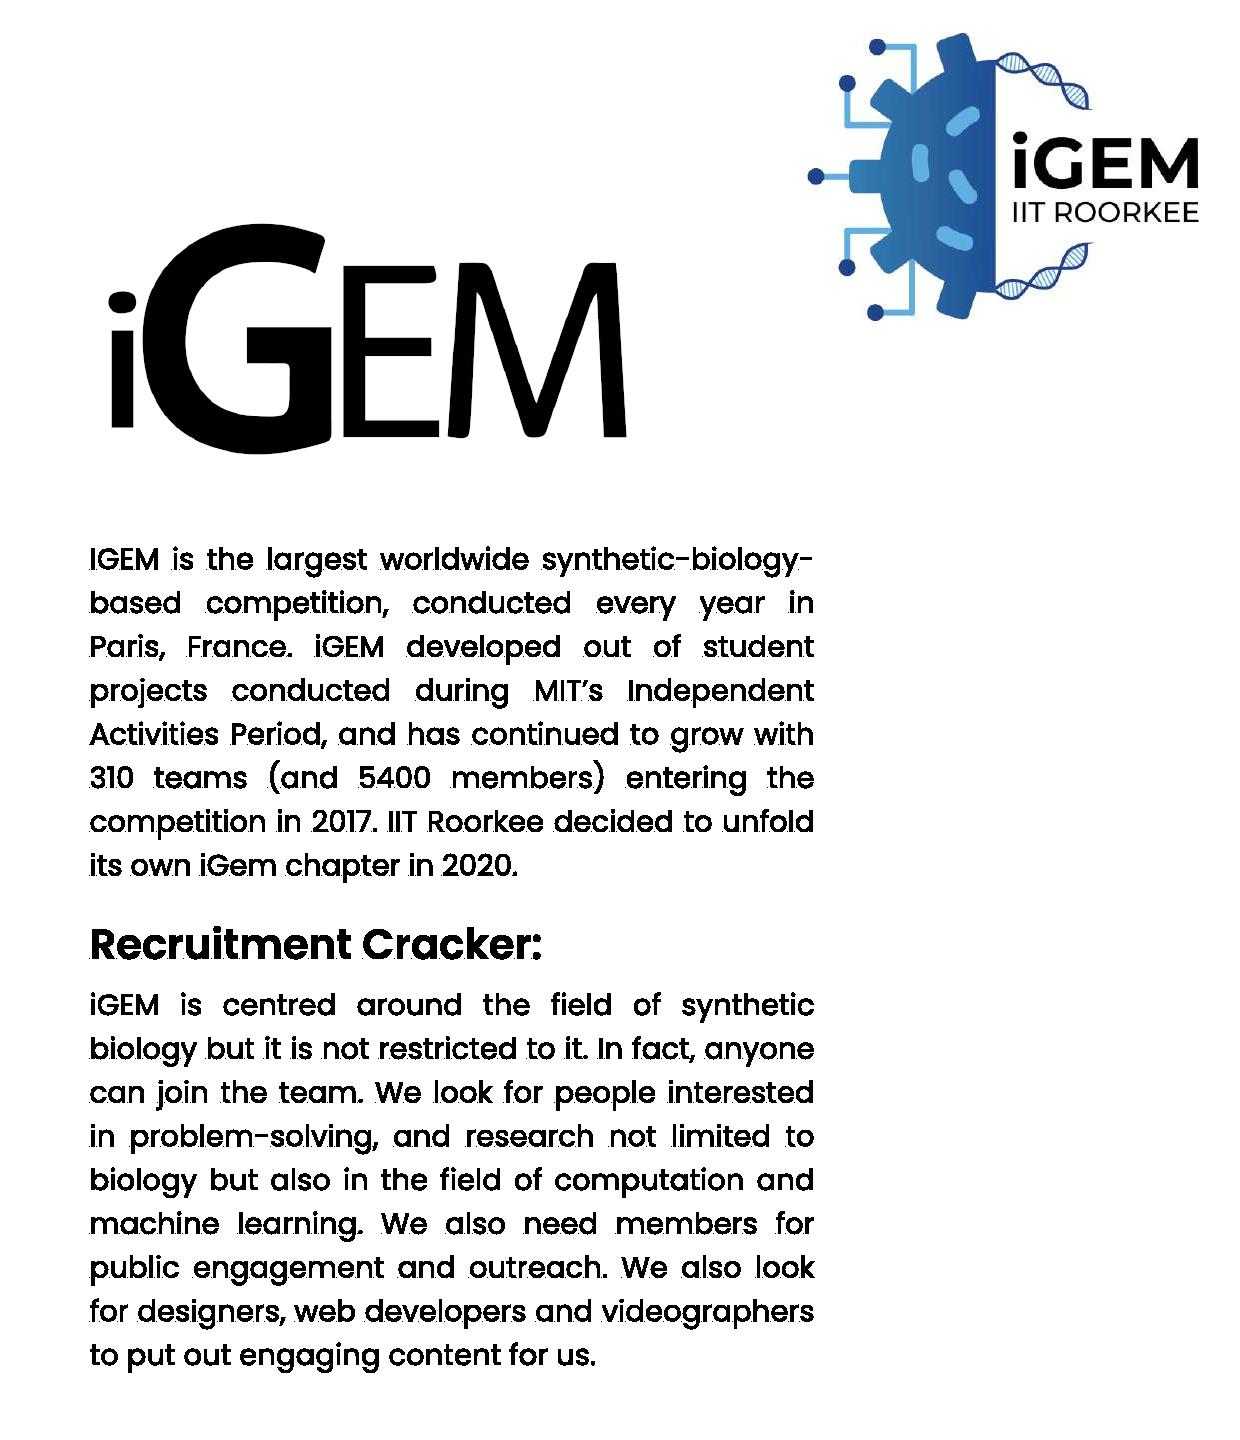 iGEM
IIT ROORKEE
iGEM
IGEM is the largest worldwide synthetic-biology-
based competition, conducted every year in
Paris, France. iGEM developed out of student
projects conducted during MIT's Independent
Activities Period, and has continued to grow with
310 teams (and 5400 members) entering the
competition in 2017. IIT Roorkee decided to unfold
its own iGem chapter in 2020.
Recruitment Cracker:
iGEM is centred around the field of synthetic
biology but it is not restricted to it. In fact, anyone
can join the team. We look for people interested
in problem-solving, and research not limited to
biology but also in the field of computation and
machine learning. We also need members for
public engagement and outreach. We also look
for designers, web developers and videographers
to put out engaging content for us.